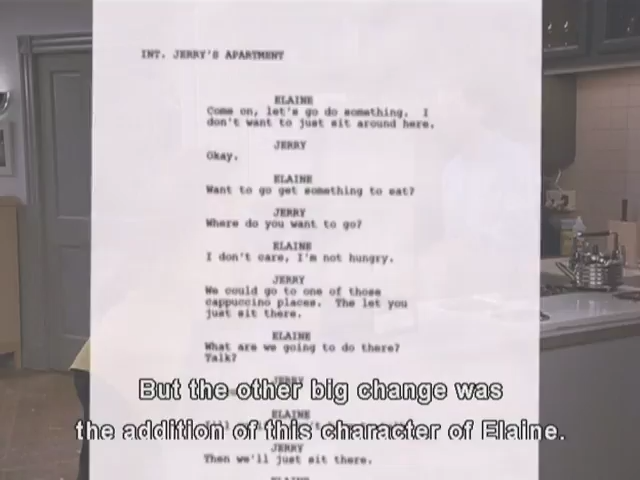 INT. JERRY'S APARTMENT
ELAINE
Come on, let's go do something. I
don't want to just sit around here.
JERRY
Okay.
ELAINE
Want to go get something to eat?
JERRY
Where do you want to go?
ELAINE
I don't care, I'm not hungry.
JERRY
We could go to one of those
cappuccino places. The let you
just sit there.
ELAINE
What are we going to do there?
Talk?
JERRY
But the other big change was
ELAINE
the addition of this character of Elaine.
JERRY
Then we'll just sit there.
ELAINE